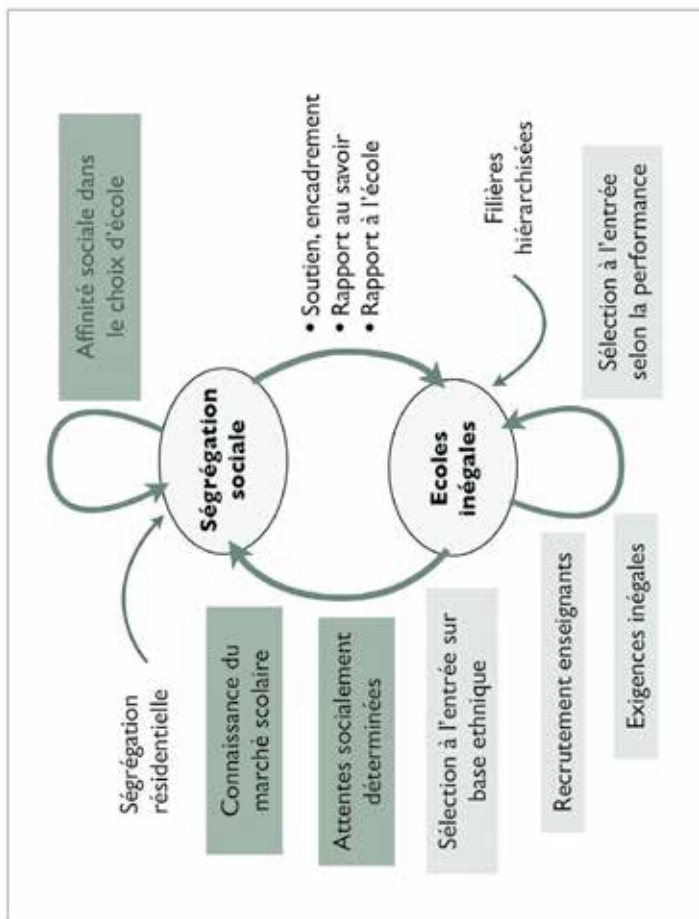 Affinité sociale dans
le choix d'école
Ségrégation
résidentielle
Ségrégation
sociale
• Soutien, encadrement
• Rapport au savoir
• Rapport à l'école
Connaissance du
marché scolaire
Attentes socialement
déterminées
Sélection à l'entrée sur
base ethnique
Ecoles
inégales
Filières
hiérarchisées
Recrutement enseignants
Exigences inégales
Sélection à l'entrée
selon la performance